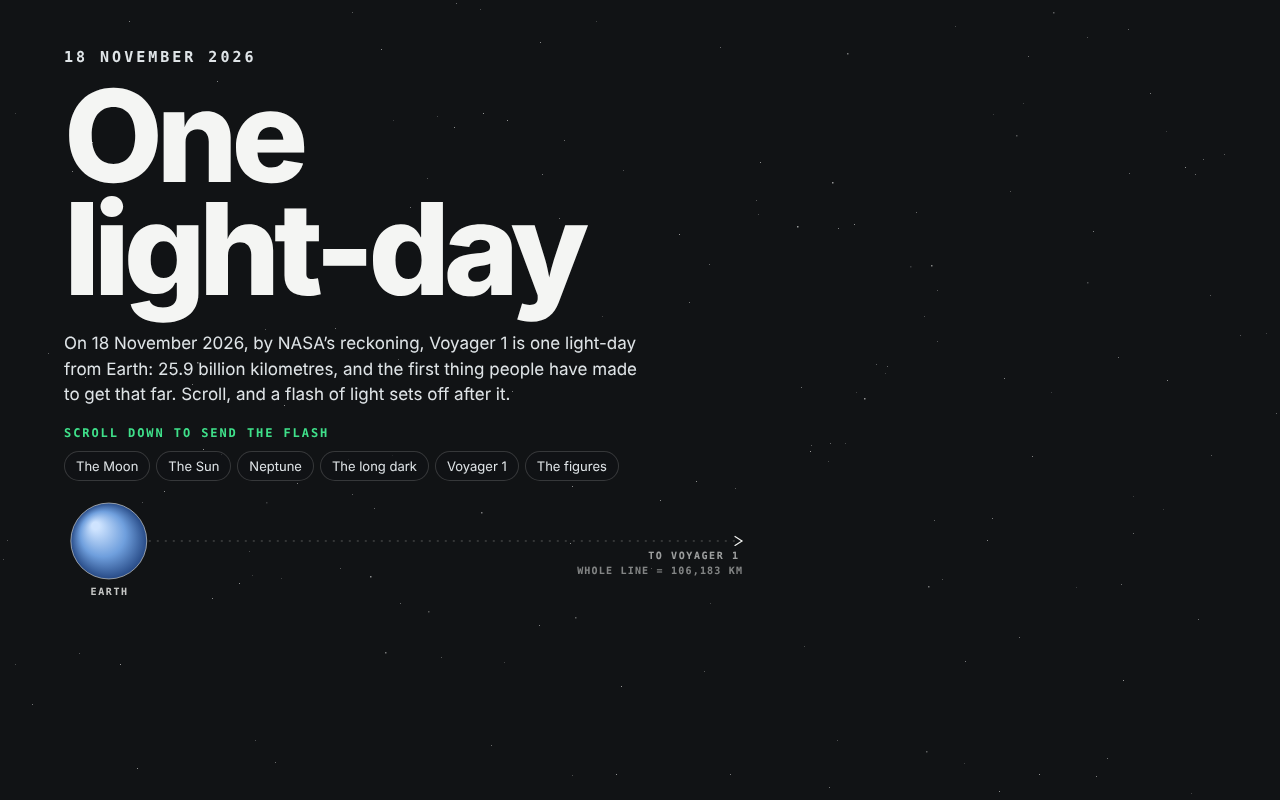 18 NOVEMBER 2026
One
light-day
On 18 November 2026, by NASA’s reckoning, Voyager 1 is one light-day
from Earth: 25.9 billion kilometres, and the first thing people have made
to get that far. Scroll, and a flash of light sets off after it.
SCROLL DOWN TO SEND THE FLASH
The Moon The Sun Neptune The long dark Voyager 1 The figures
TO VOYAGER 1
WHOLE LINE = 106,183 KM
EARTH